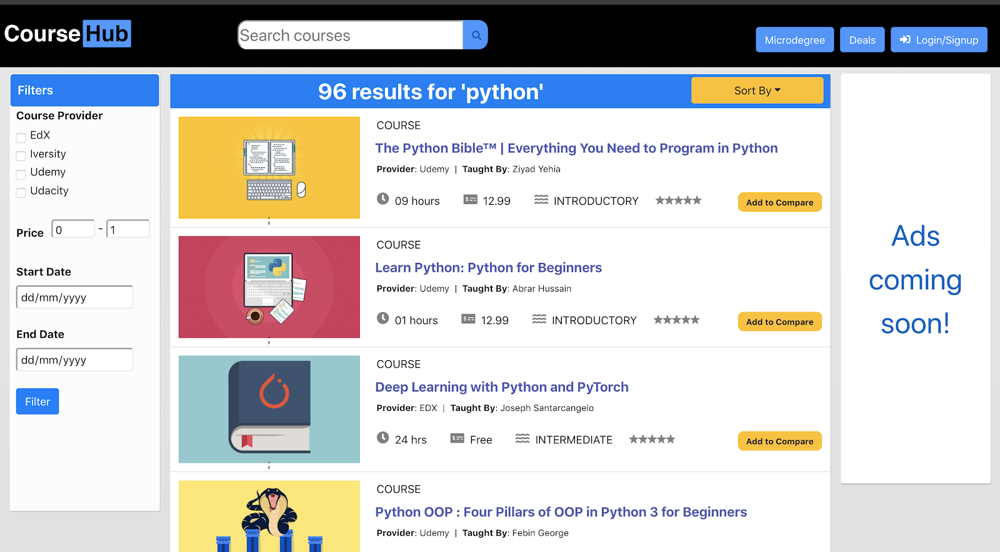 Course Hub
Search courses
Microdegree
Deals
Login/Signup
Filters
Course Provider
EdX
Iversity
Udemy
Udacity
Price 0 - 1
Start Date
dd/mm/yyyy
End Date
dd/mm/yyyy
Filter
96 results for 'python'
Sort By
COURSE
The Python Bible™ | Everything You Need to Program in Python
Provider: Udemy | Taught By: Ziyad Yehia
09 hours 12.99 INTRODUCTORY
Add to Compare
;
COURSE
Learn Python: Python for Beginners
Provider: Udemy | Taught By: Abrar Hussain
01 hours 12.99 INTRODUCTORY
Add to Compare
;
COURSE
Deep Learning with Python and PyTorch
Provider: EDX | Taught By: Joseph Santarcangelo
24 hrs Free INTERMEDIATE
Add to Compare
;
COURSE
Python OOP : Four Pillars of OOP in Python 3 for Beginners
Provider: Udemy | Taught By: Febin George
Ads
coming
soon!